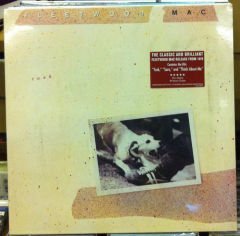 FLEETWOOD MAC
Tusk
THE CLASSIC AND BRILLIANT
FLEETWOOD MAC RELEASE FROM 1979
Contains the Hits
"Tusk," "Sara," and "Think About Me"
★★★★★